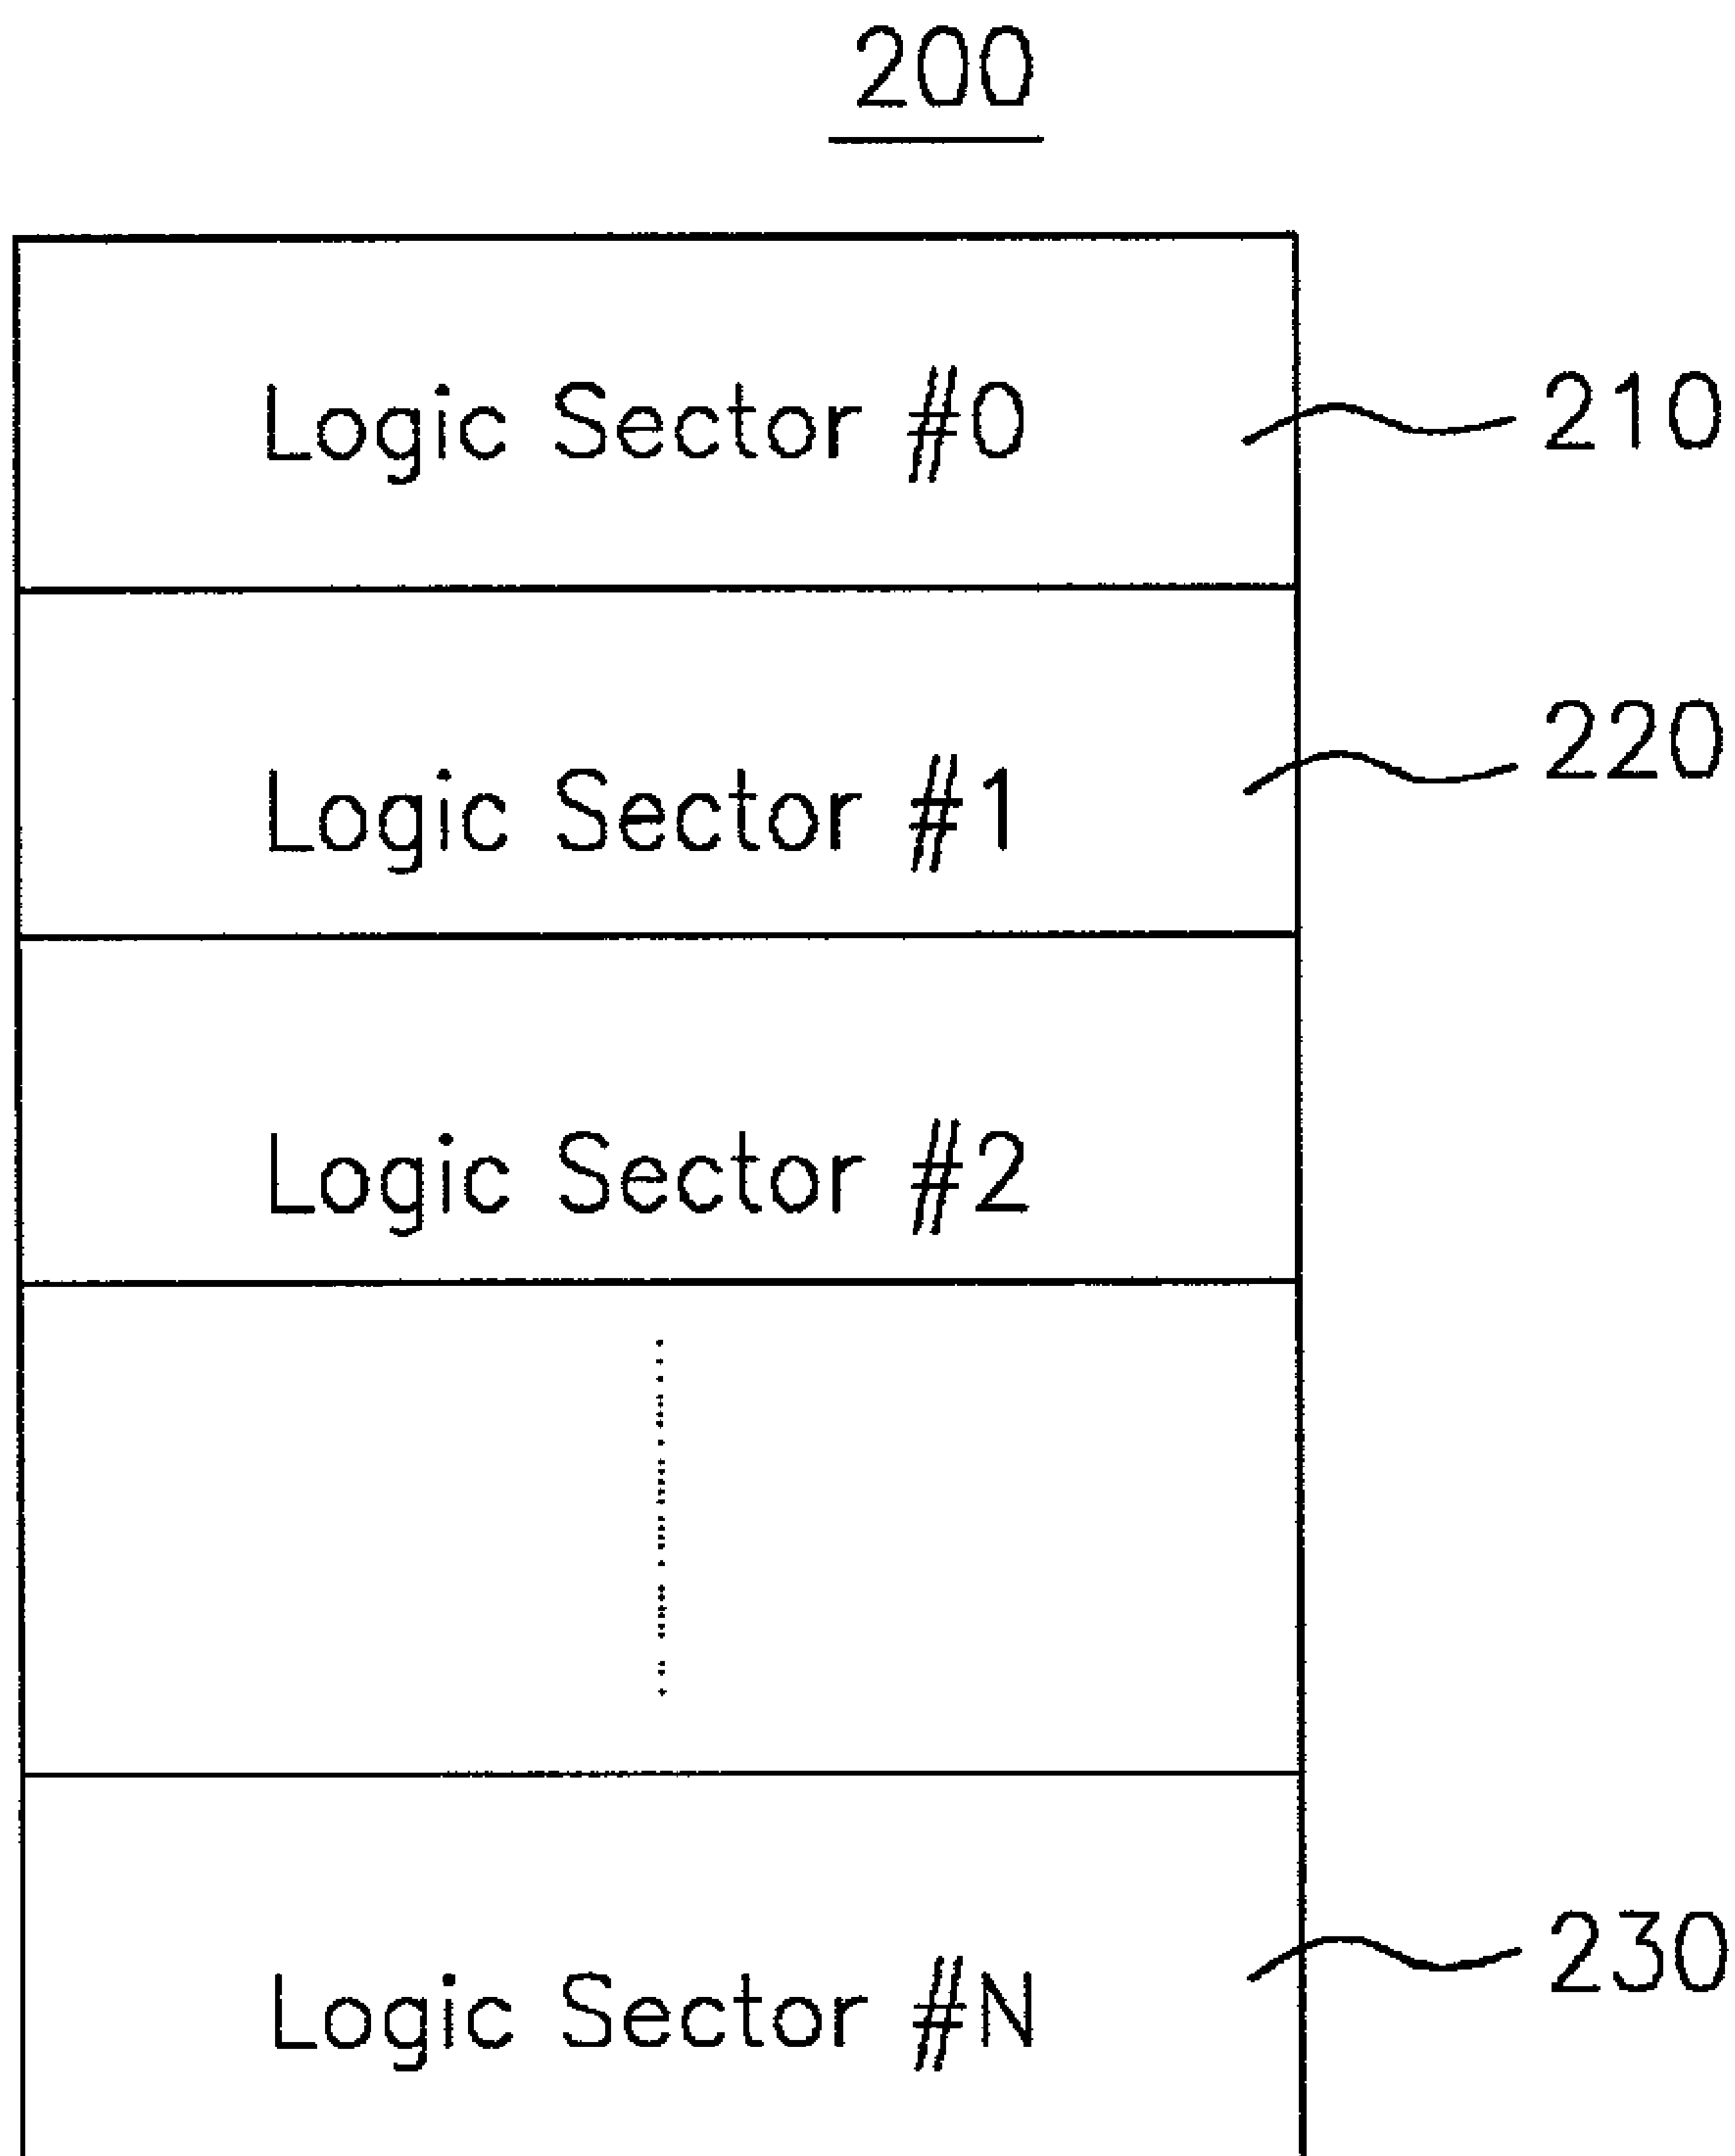 200
Logic Sector #0
210
Logic Sector #1
220
Logic Sector #2
Logic Sector #N
230